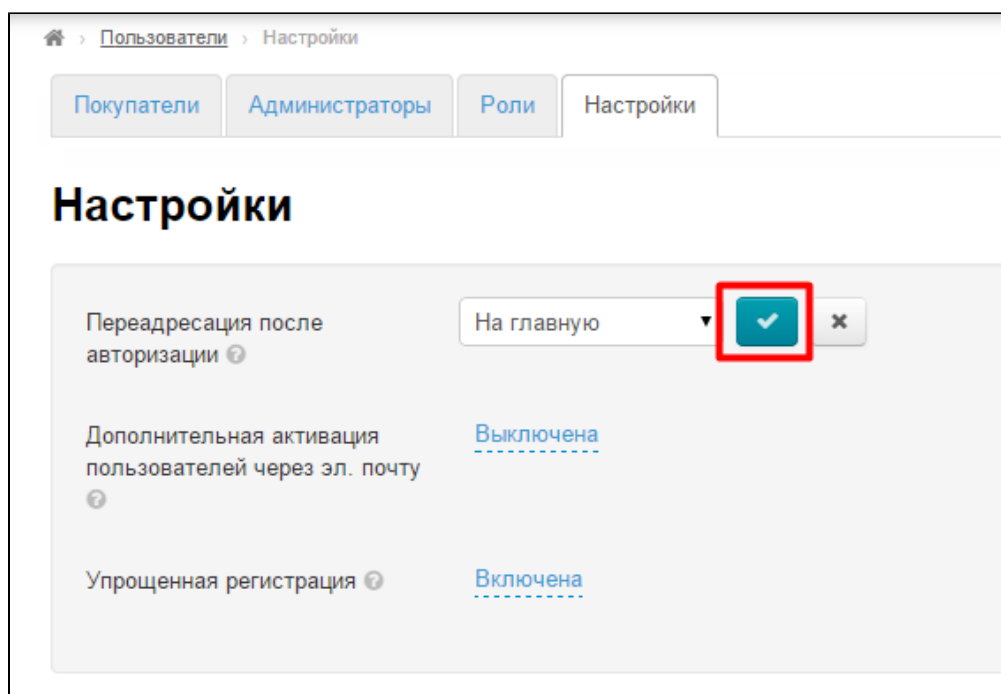 Пользователи › Настройки
Покупатели Администраторы Роли Настройки
Настройки
Переадресация после
авторизации
На главную
Дополнительная активация
пользователей через эл. почту
Выключена
Упрощенная регистрация
Включена